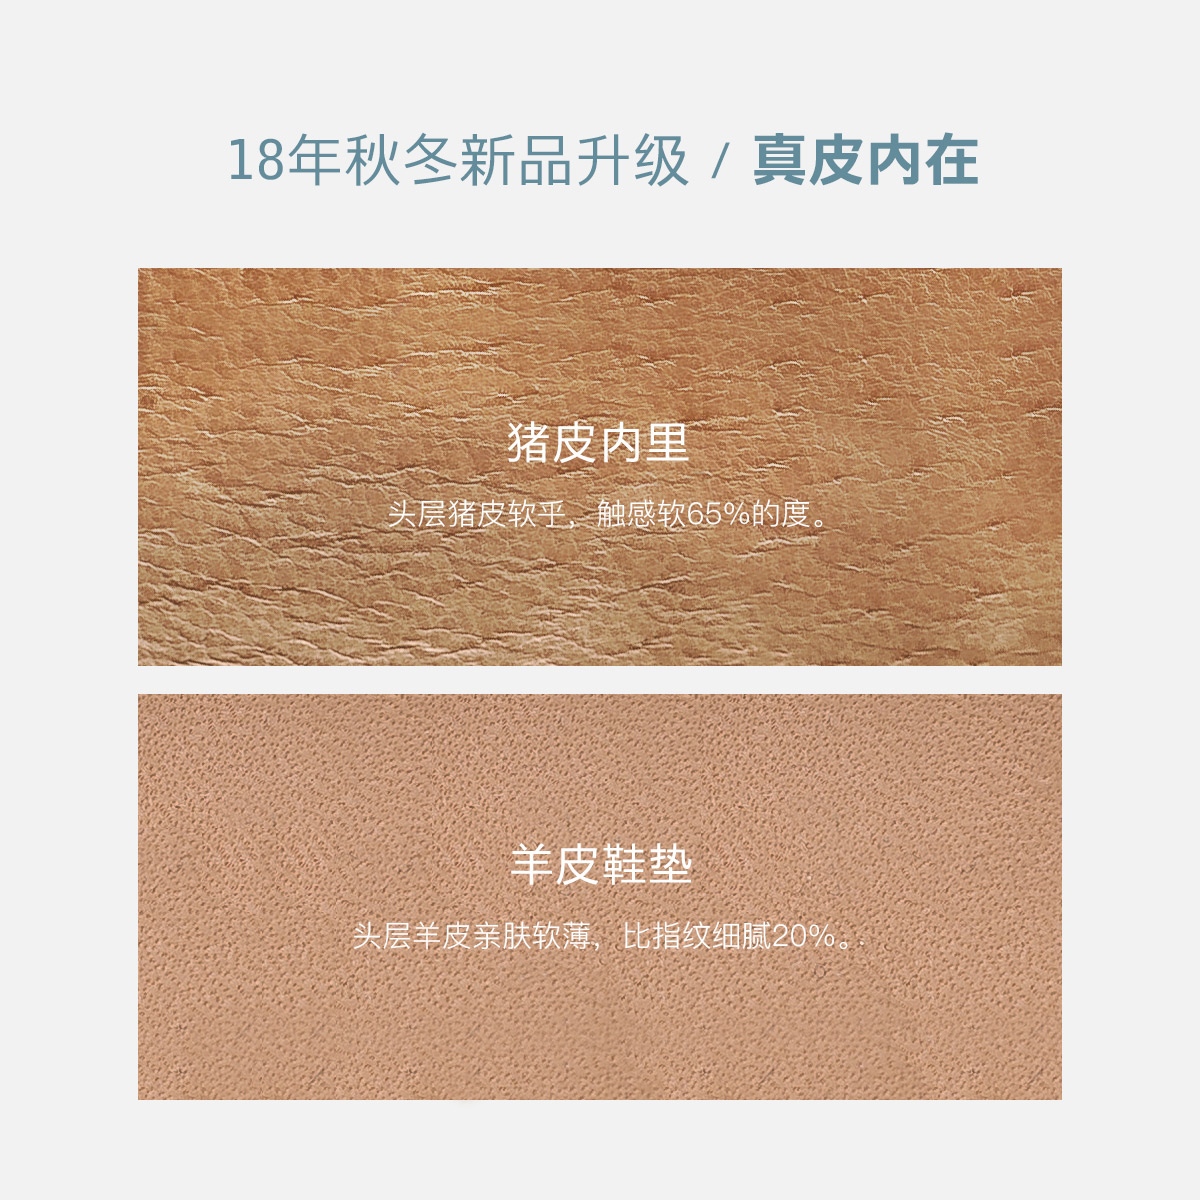 18年秋冬新品升级 / 真皮内在
猪皮内里
头层猪皮软乎，触感软65%的度。
羊皮鞋垫
头层羊皮亲肤软薄，比指纹细腻20%。